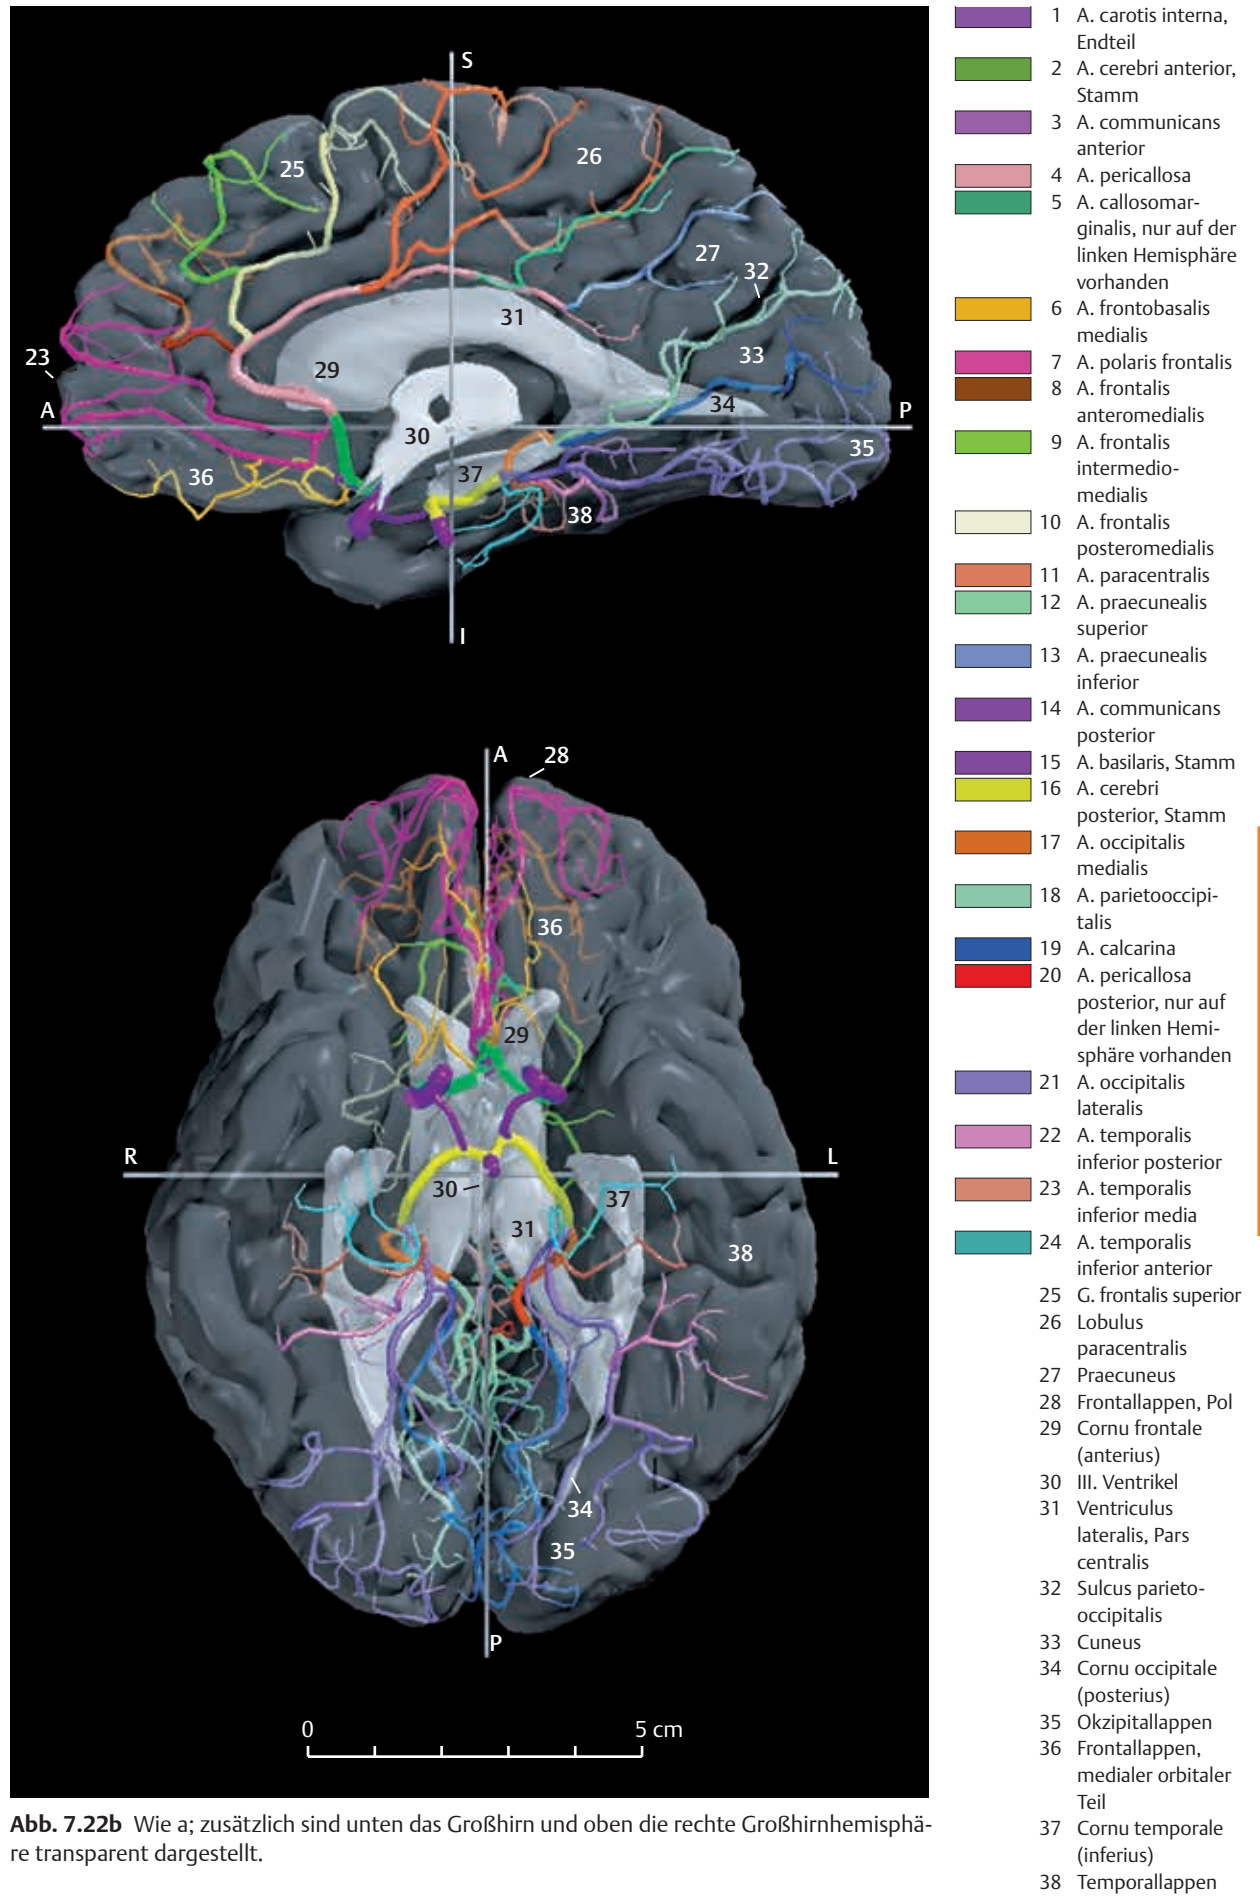 S
25
26
27
32
31
33
23
29
A
P
34
30
35
36
37
38
I
A
28
36
29
R
L
30
37
31
38
34
35
P
0 5 cm
Abb. 7.22b Wie a; zusätzlich sind unten das Großhirn und oben die rechte Großhirnhemisphä-
re transparent dargestellt.
1 A. carotis interna,
Endteil
2 A. cerebri anterior,
Stamm
3 A. communicans
anterior
4 A. pericallosa
5 A. callosomar-
ginalis, nur auf der
linken Hemisphäre
vorhanden
6 A. frontobasalis
medialis
7 A. polaris frontalis
8 A. frontalis
anteromedialis
9 A. frontalis
intermedio-
medialis
10 A. frontalis
posteromedialis
11 A. paracentralis
12 A. praecunealis
superior
13 A. praecunealis
inferior
14 A. communicans
posterior
15 A. basilaris, Stamm
16 A. cerebri
posterior, Stamm
17 A. occipitalis
medialis
18 A. parietooccipi-
talis
19 A. calcarina
20 A. pericallosa
posterior, nur auf
der linken Hemi-
sphäre vorhanden
21 A. occipitalis
lateralis
22 A. temporalis
inferior posterior
23 A. temporalis
inferior media
24 A. temporalis
inferior anterior
25 G. frontalis superior
26 Lobulus
paracentralis
27 Praecuneus
28 Frontallappen, Pol
29 Cornu frontale
(anterius)
30 III. Ventrikel
31 Ventriculus
lateralis, Pars
centralis
32 Sulcus parieto-
occipitalis
33 Cuneus
34 Cornu occipitale
(posterius)
35 Okzipitallappen
36 Frontallappen,
medialer orbitaler
Teil
37 Cornu temporale
(inferius)
38 Temporallappen